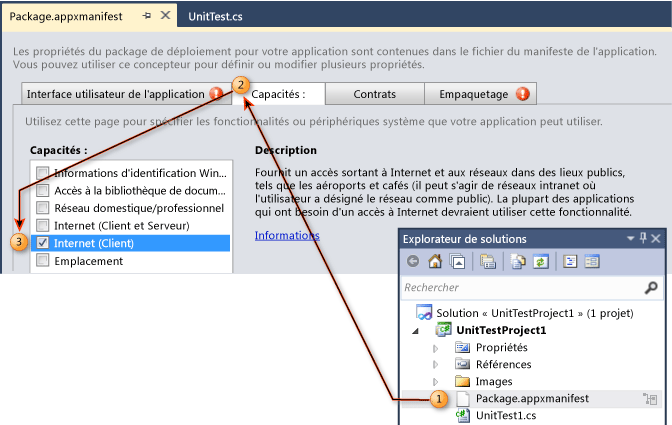 Package.appxmanifest
UnitTest.cs
Les propriétés du package de déploiement pour votre application sont contenues dans le fichier du manifeste de l'application.
Vous pouvez utiliser ce concepteur pour définir ou modifier plusieurs propriétés.
Interface utilisateur de l'application
2
Capacités :
Contrats
Empaquetage
Utilisez cette page pour spécifier les fonctionnalités ou périphériques système que votre application peut utiliser.
Capacités :
Informations d'identification Win...
Accès à la bibliothèque de docum...
Réseau domestique/professionnel
Internet (Client et Serveur)
3
Internet (Client)
Emplacement
Description
Fournit un accès sortant à Internet et aux réseaux dans des lieux publics,
tels que les aéroports et cafés (il peut s'agir de réseaux intranet où
l'utilisateur a désigné le réseau comme public). La plupart des applications
qui ont besoin d'un accès à Internet devraient utiliser cette fonctionnalité.
Informations
Explorateur de solutions
Rechercher
Solution « UnitTestProject1 » (1 projet)
UnitTestProject1
Propriétés
Références
Images
1
Package.appxmanifest
UnitTest1.cs